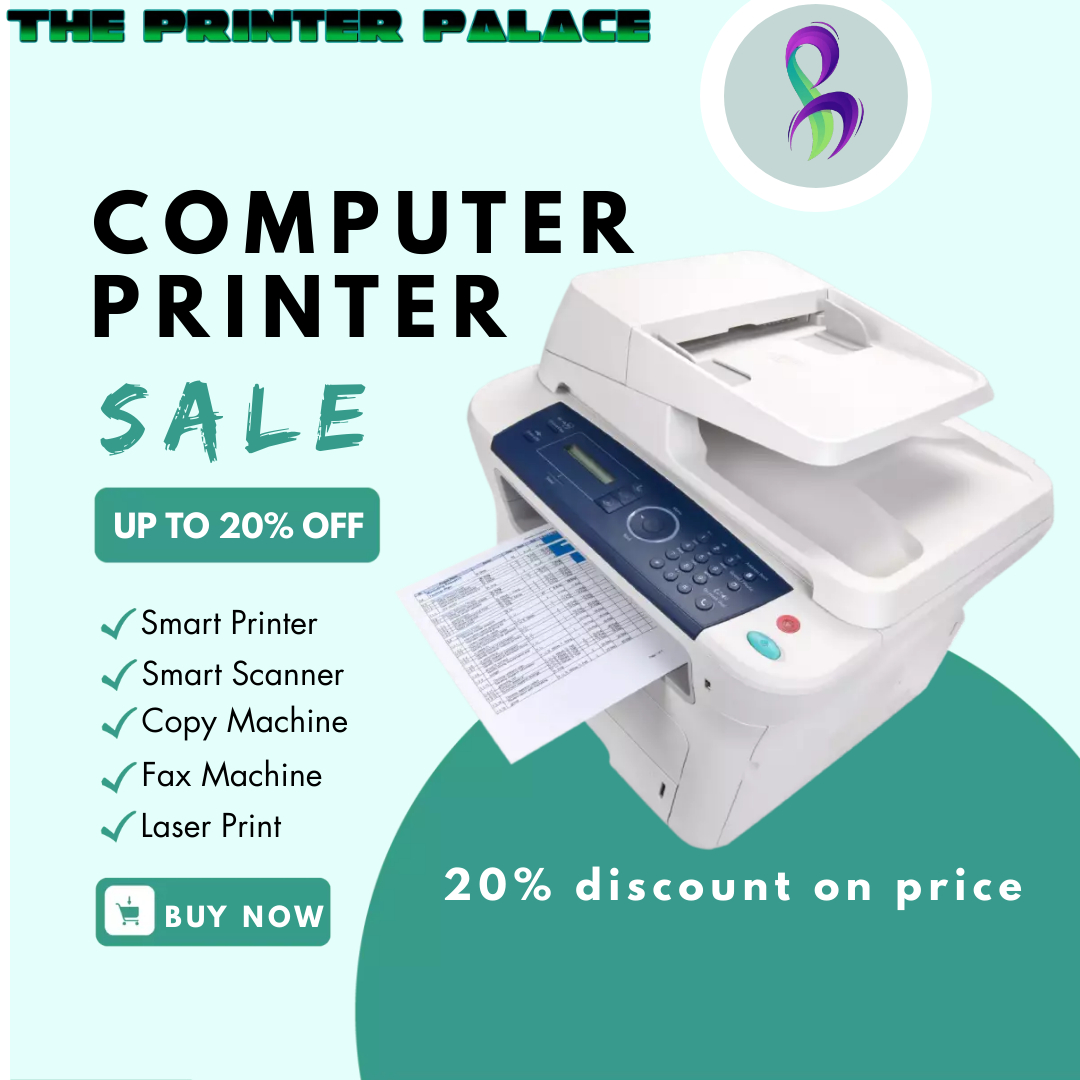 THE PRINTER PALACE
COMPUTER
PRINTER
SALE
UP TO 20% OFF
Smart Printer
Smart Scanner
Copy Machine
Fax Machine
Laser Print
BUY NOW
20% discount on price